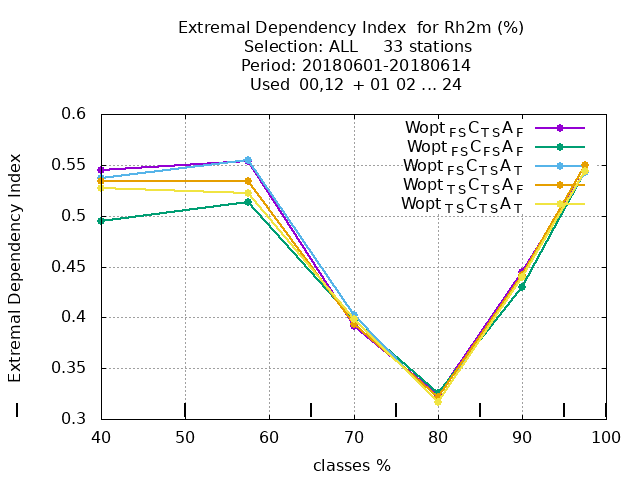 Extremal Dependency Index  for Rh2m (%)
Selection: ALL     33 stations
Period: 20180601-20180614
Used  00,12  + 01 02 ... 24
Extremal Dependency Index
0.6
0.55
0.5
0.45
0.4
0.35
0.3
Wopt FS C TS A F
Wopt FS C FS A F
Wopt FS C TS A T
Wopt TS C TS A F
Wopt TS C TS A T
40 50 60 70 80 90 100
classes %